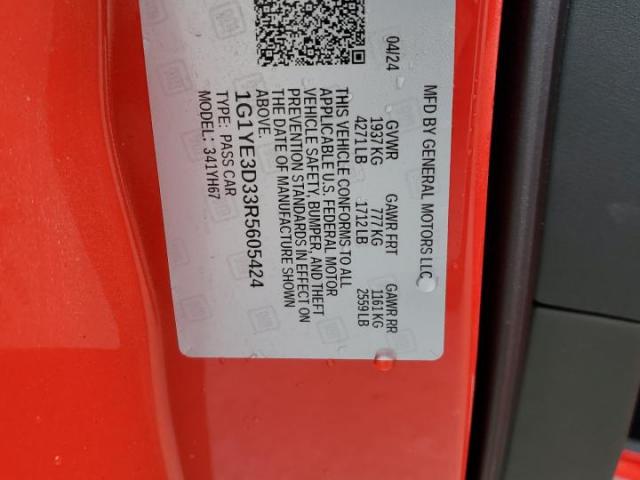 MFD BY GENERAL MOTORS LLC
04/24 GVWR GAWR FRT GAWR RR
1937 KG 777 KG 1161 KG
4271 LB 1712 LB 2559 LB
THIS VEHICLE CONFORMS TO ALL
APPLICABLE U.S. FEDERAL MOTOR
VEHICLE SAFETY, BUMPER, AND THEFT
PREVENTION STANDARDS IN EFFECT ON
THE DATE OF MANUFACTURE SHOWN
ABOVE.
1G1YE3D33R5605424
TYPE: PASS CAR
MODEL: 341YH67